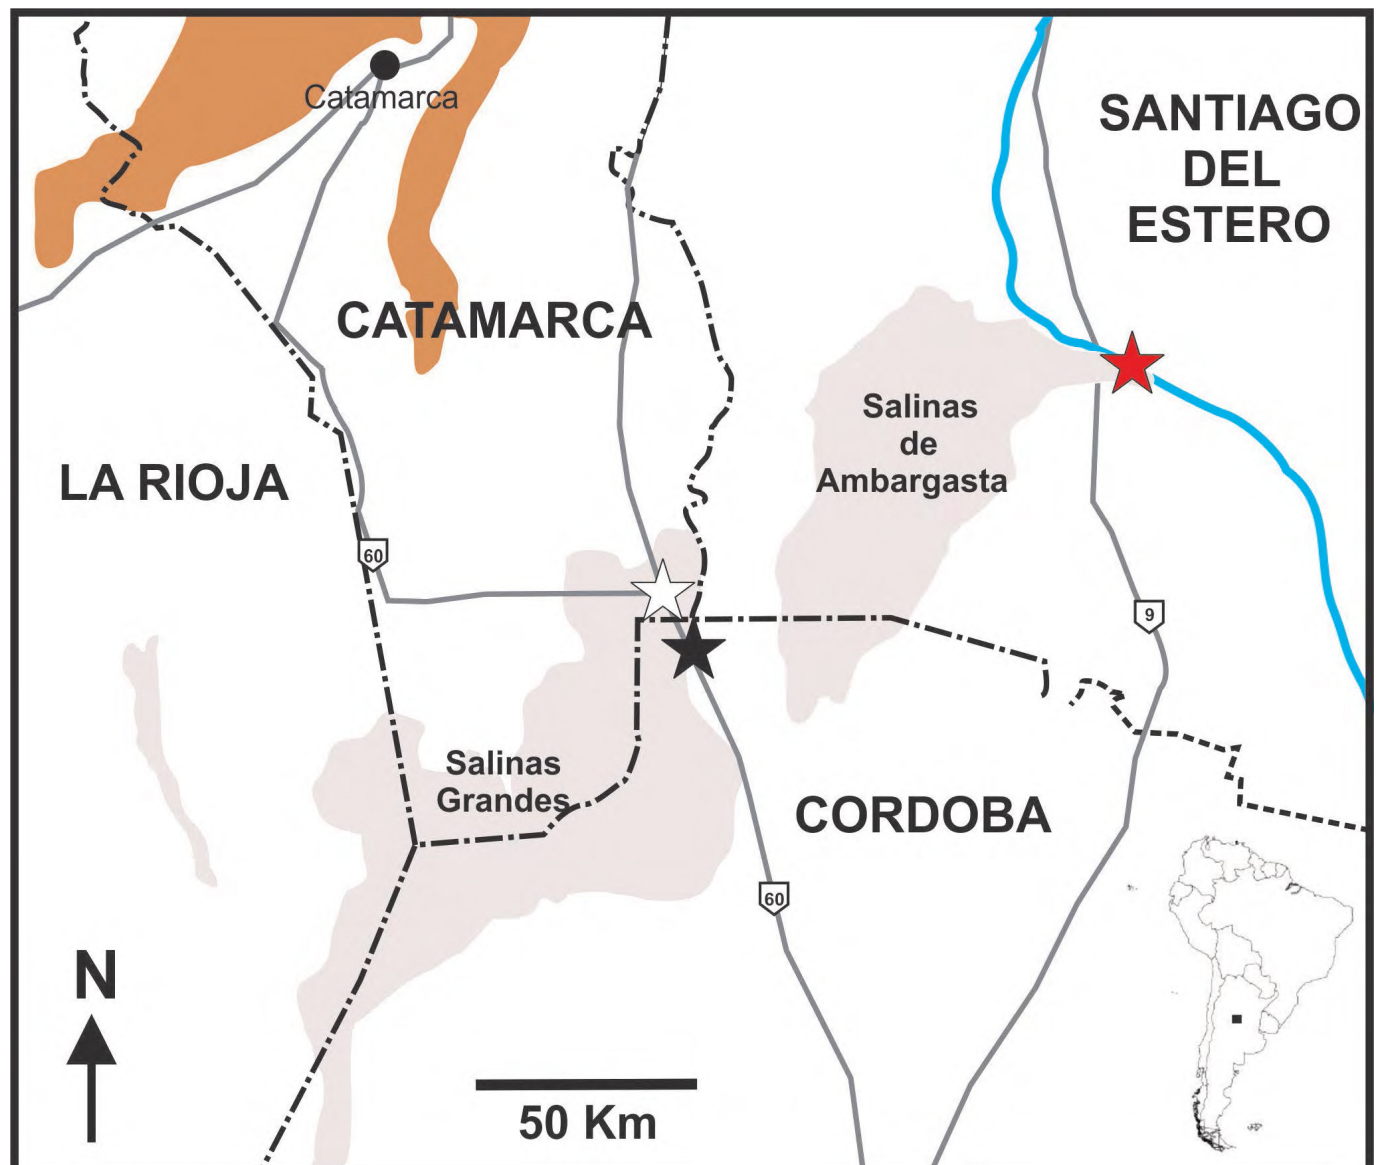 Catamarca
SANTIAGO
DEL
ESTERO
CATAMARCA
Salinas
de
Ambargasta
LA RIOJA
60
9
Salinas
Grandes
CORDOBA
60
N
50 Km